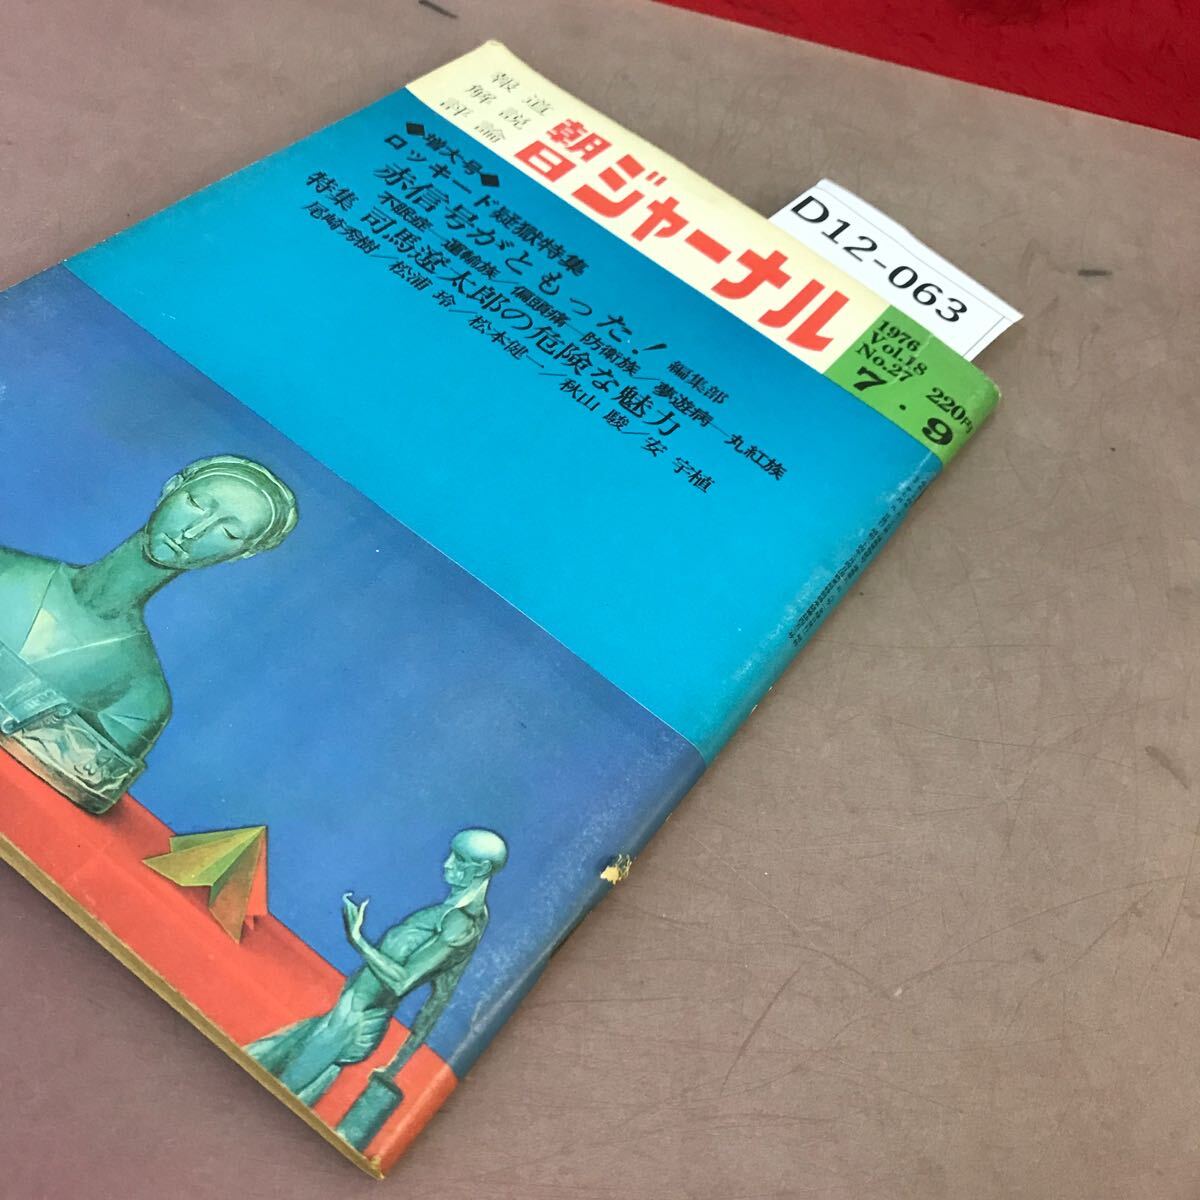 報道
解説
評論
朝日ジャーナル
1976
Vol.18
No.27
220円
7・9
◆増大号◆
ロッキード疑獄特集
赤信号がともった! 編集部
不眠症―重輪族/偏頭痛―防衛族/夢遊病―丸紅族
特集 司馬遼太郎の危険な魅力
尾崎秀樹/松浦 玲/松本健一/秋山 駿/安 宇植
D12-063